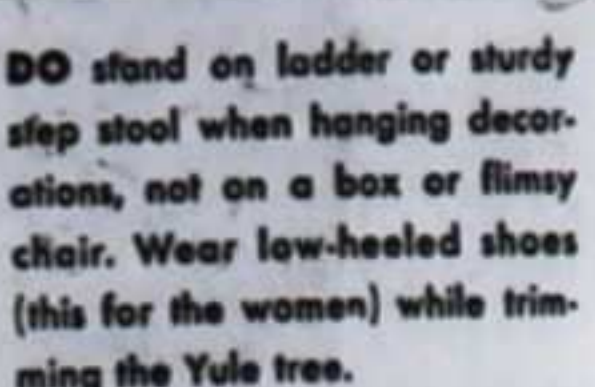 DO stand on ladder or sturdy
step stool when hanging decor-
ations, not on a box or flimsy
chair. Wear low-heeled shoes
(this for the women) while trim-
ming the Yule tree.